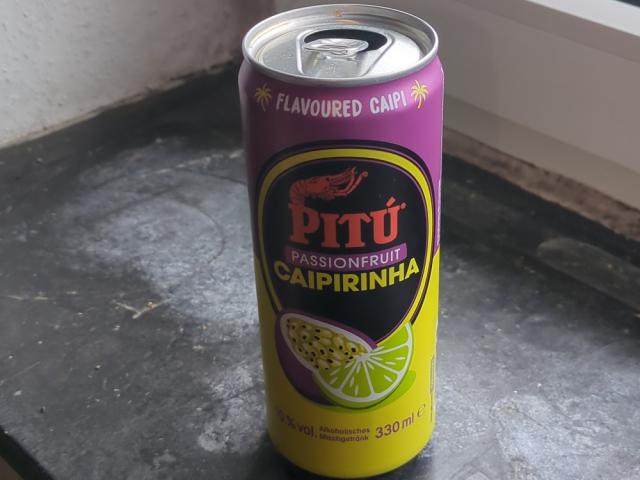 FLAVOURED CAIPI
PITÚ
PASSIONFRUIT
CAIPIRINHA
% vol. Alkoholisches 330 ml e
Mischgetränk